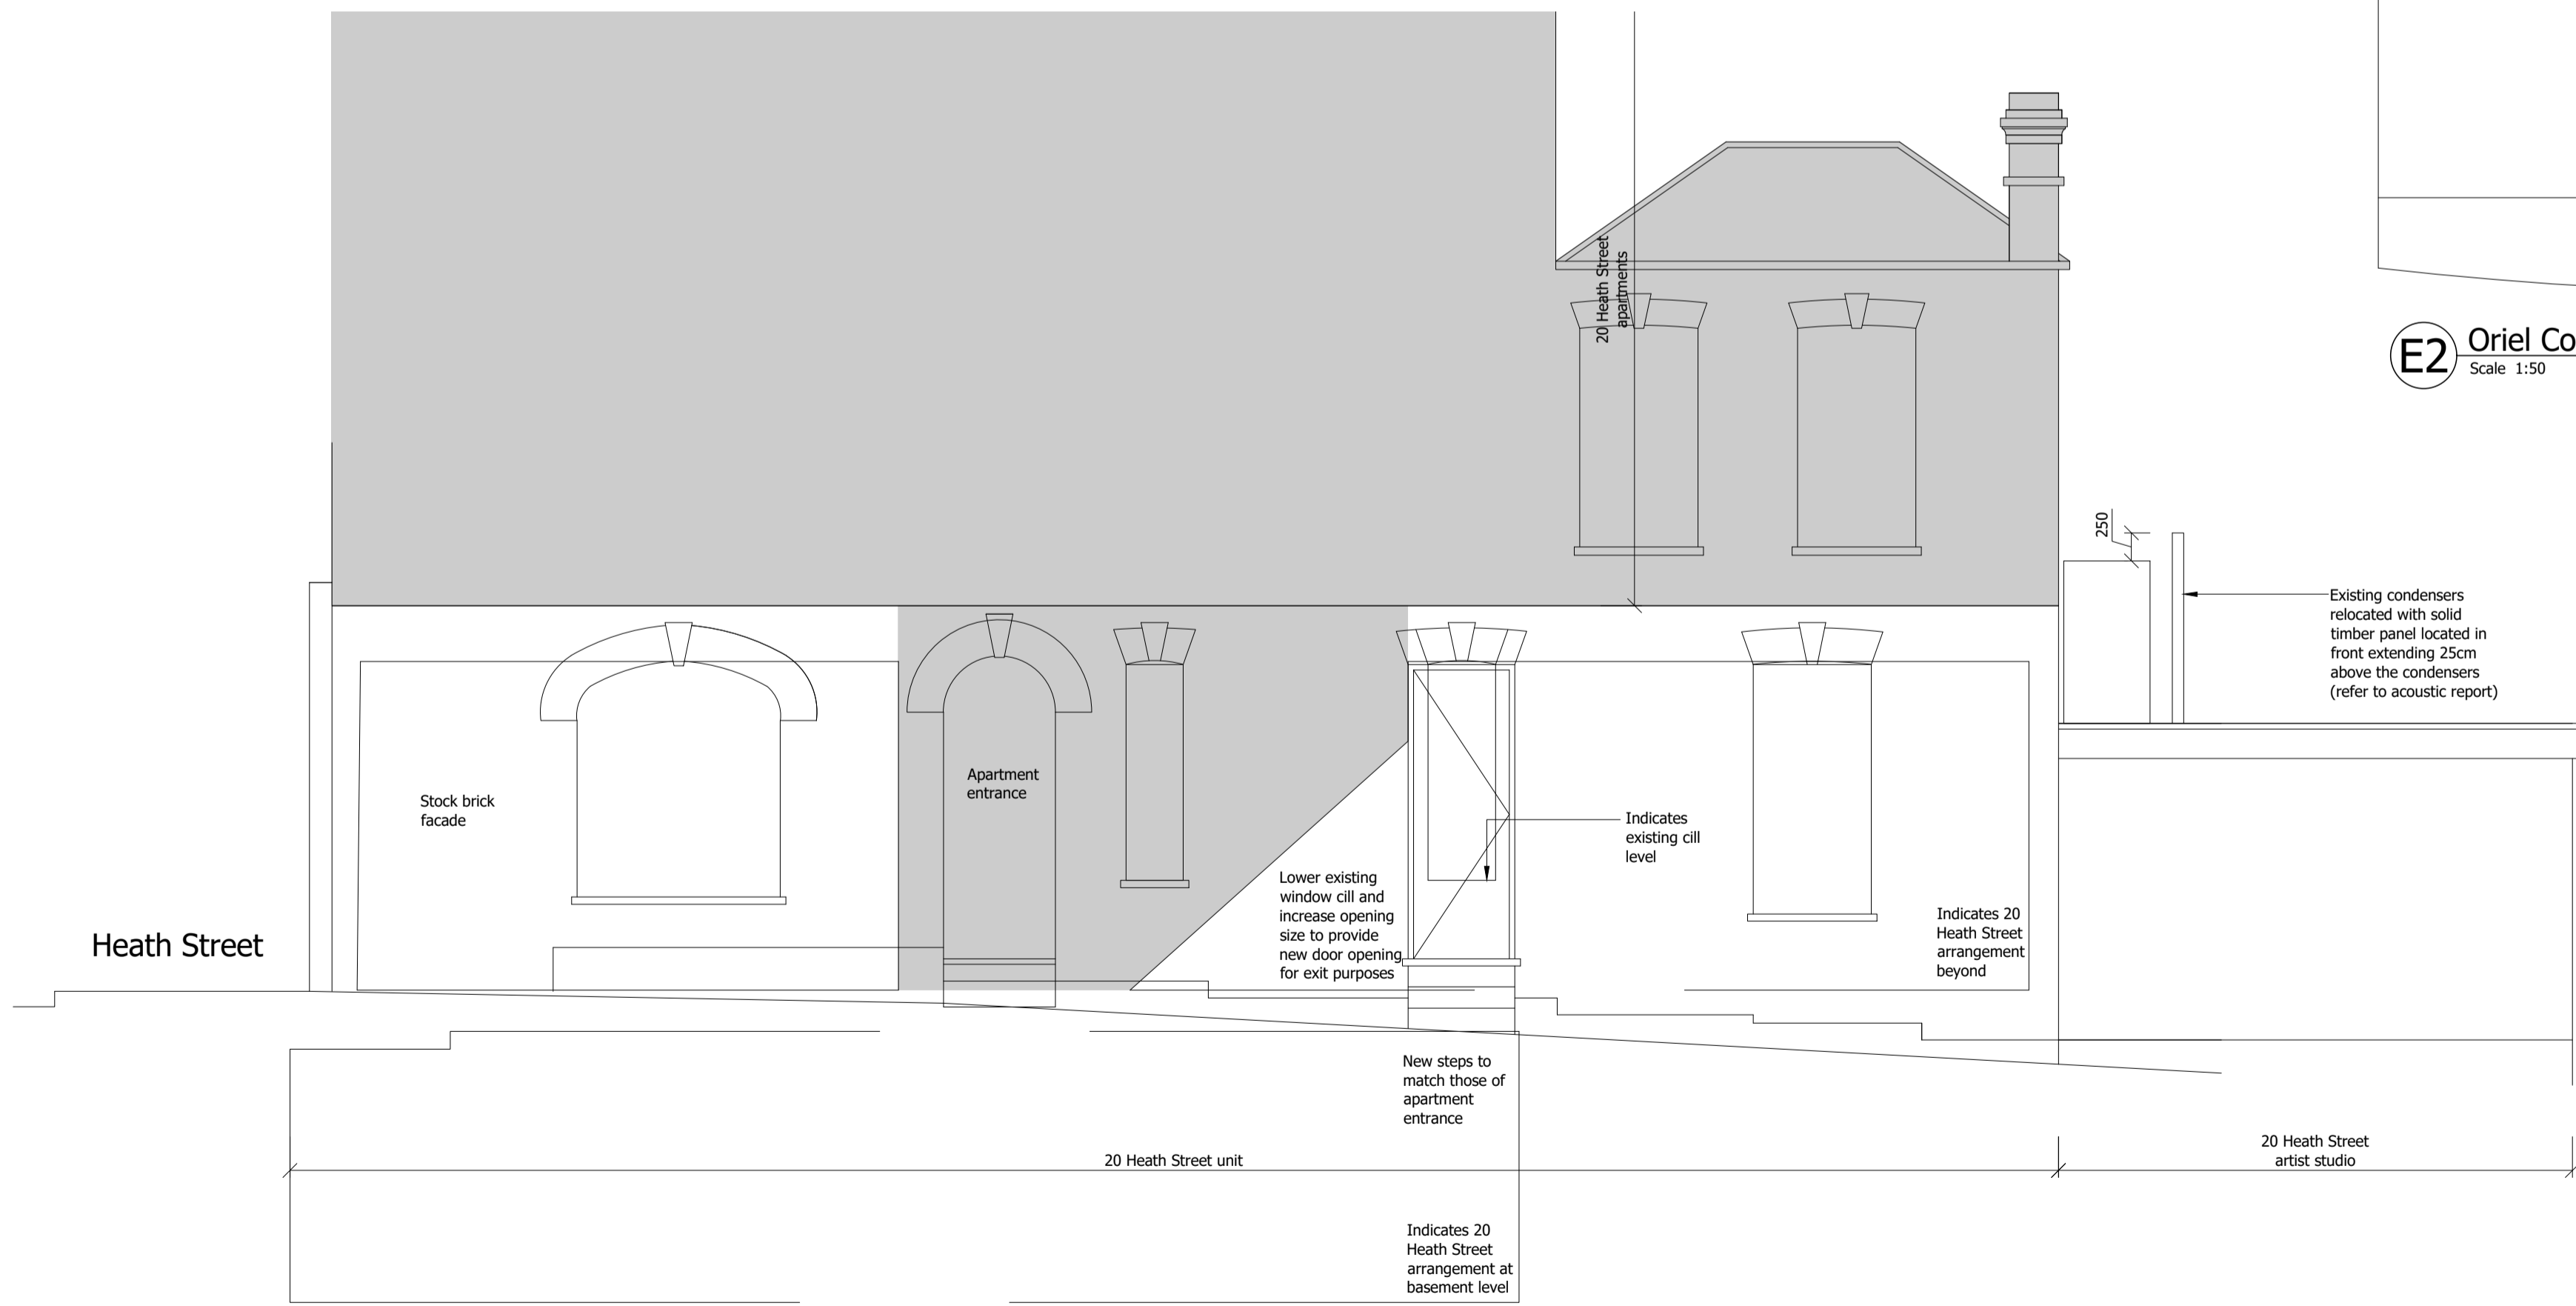 20 Heath Street
apartments
E2
Oriel Co
Scale 1:50
250
Existing condensers
relocated with solid
timber panel located in
front extending 25cm
above the condensers
(refer to acoustic report)
Apartment
entrance
Stock brick
facade
Indicates
existing cill
level
Lower existing
window cill and
increase opening
size to provide
new door opening
for exit purposes
Indicates 20
Heath Street
arrangement
beyond
Heath Street
New steps to
match those of
apartment
entrance
20 Heath Street unit
20 Heath Street
artist studio
Indicates 20
Heath Street
arrangement at
basement level